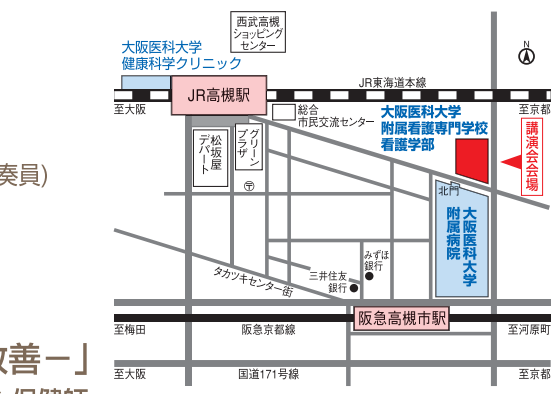 西武高槻
ショッピング
センター
大阪医科大学
健康科学クリニック
N
JR高槻駅
JR東海道本線
至大阪
至京都
総合
市民交流センター
大阪医科大学
附属看護専門学校
看護学部
講演会会場
松坂屋
デパート
グリーン
プラザ
〒
奏員)
北門
大阪医科大学
附属病院
みずほ
銀行
三井住友
銀行
タカツキセンター街
阪急高槻市駅
至梅田
阪急京都線
至河原町
改善－」
保健師
至大阪
国道171号線
至京都